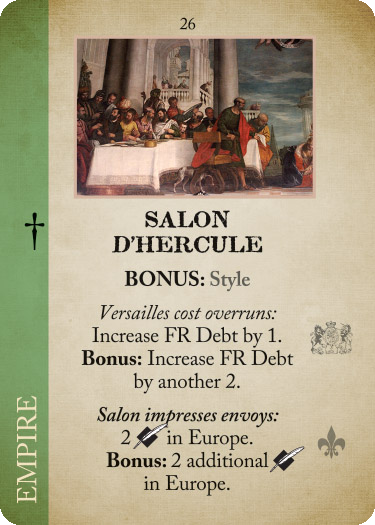 26
SALON
D'HERCULE
BONUS: Style
Versailles cost overruns:
Increase FR Debt by 1.
Bonus: Increase FR Debt
by another 2.
Salon impresses envoys:
2 in Europe.
Bonus: 2 additional
in Europe.
EMPIRE